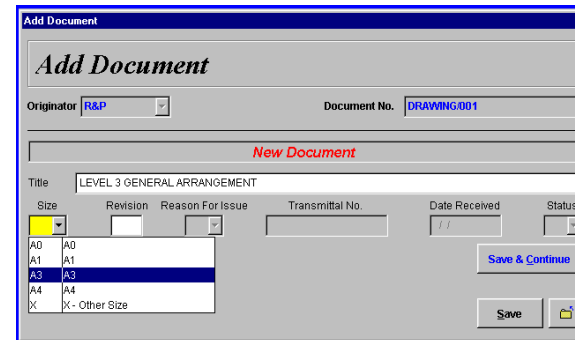 Add Document
Add Document
Originator R&P Document No. DRAWING/001
New Document
Title LEVEL 3 GENERAL ARRANGEMENT
Size Revision Reason For Issue Transmittal No. Date Received Status
/ /
A0 A0
A1 A1
A3 A3
A4 A4
X X - Other Size
Save & Continue
Save